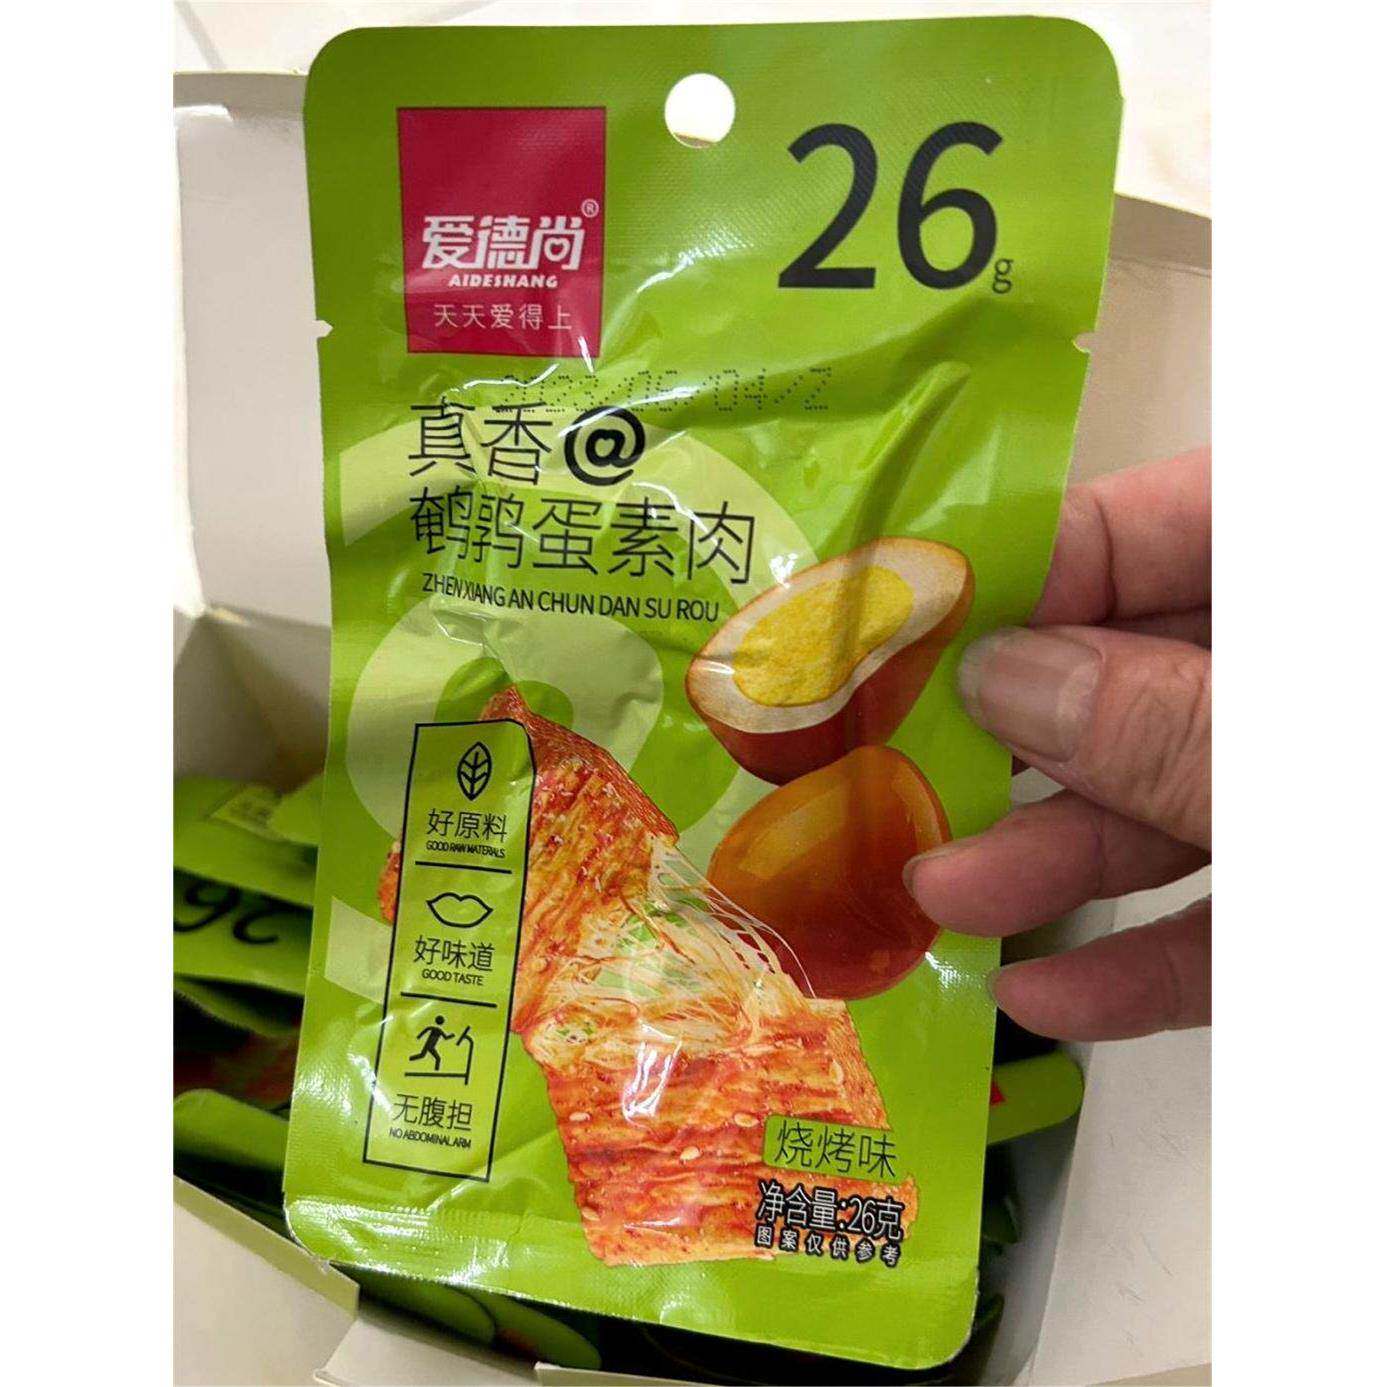 爱德尚®
AIDESHANG
天天爱得上
26g
真香@
鹌鹑蛋素肉
ZHEN XIANG AN CHUN DAN SU ROU
好原料
GOOD RAW MATERIALS
好味道
GOOD TASTE
无腹担
NO ABDOMINALARM
烧烤味
净含量:26克
图案仅供参考
26